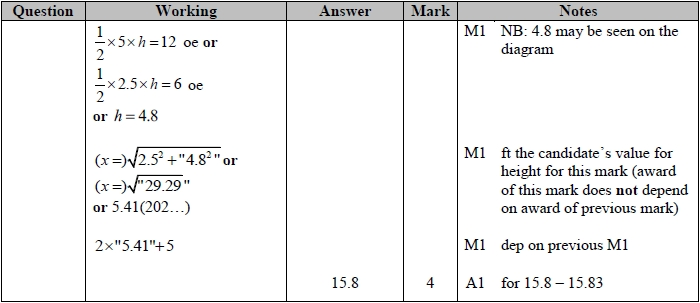 Question Working Answer Mark Notes
1/2 × 5 × h = 12 oe or
M1 NB: 4.8 may be seen on the
diagram
1/2 × 2.5 × h = 6 oe
or h = 4.8
(x =)√(2.5² + "4.8²") or
M1 ft the candidate's value for
(x =)√"29.29"
height for this mark (award
or 5.41(202…)
of this mark does not depend
on award of previous mark)
2×"5.41"+5
M1 dep on previous M1
15.8 4 A1 for 15.8 – 15.83